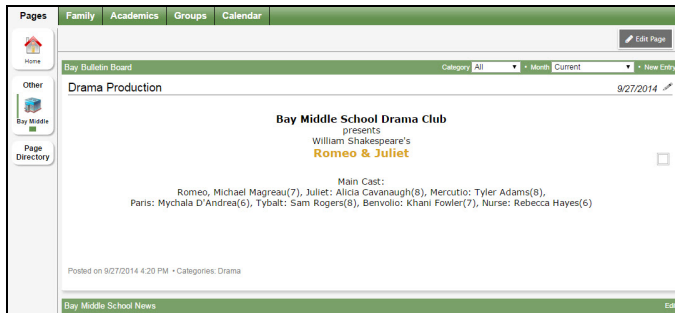 Pages Family Academics Groups Calendar
Edit Page
Home
Bay Bulletin Board Category All • Month Current • New Entry
Other
Drama Production 9/27/2014
Bay Middle
Bay Middle School Drama Club
presents
William Shakespeare's
Romeo & Juliet
Page
Directory
Main Cast:
Romeo, Michael Magreau(7), Juliet: Alicia Cavanaugh(8), Mercutio: Tyler Adams(8),
Paris: Mychala D'Andrea(6), Tybalt: Sam Rogers(8), Benvolio: Khani Fowler(7), Nurse: Rebecca Hayes(6)
Posted on 9/27/2014 4:20 PM • Categories: Drama
Bay Middle School News Edit